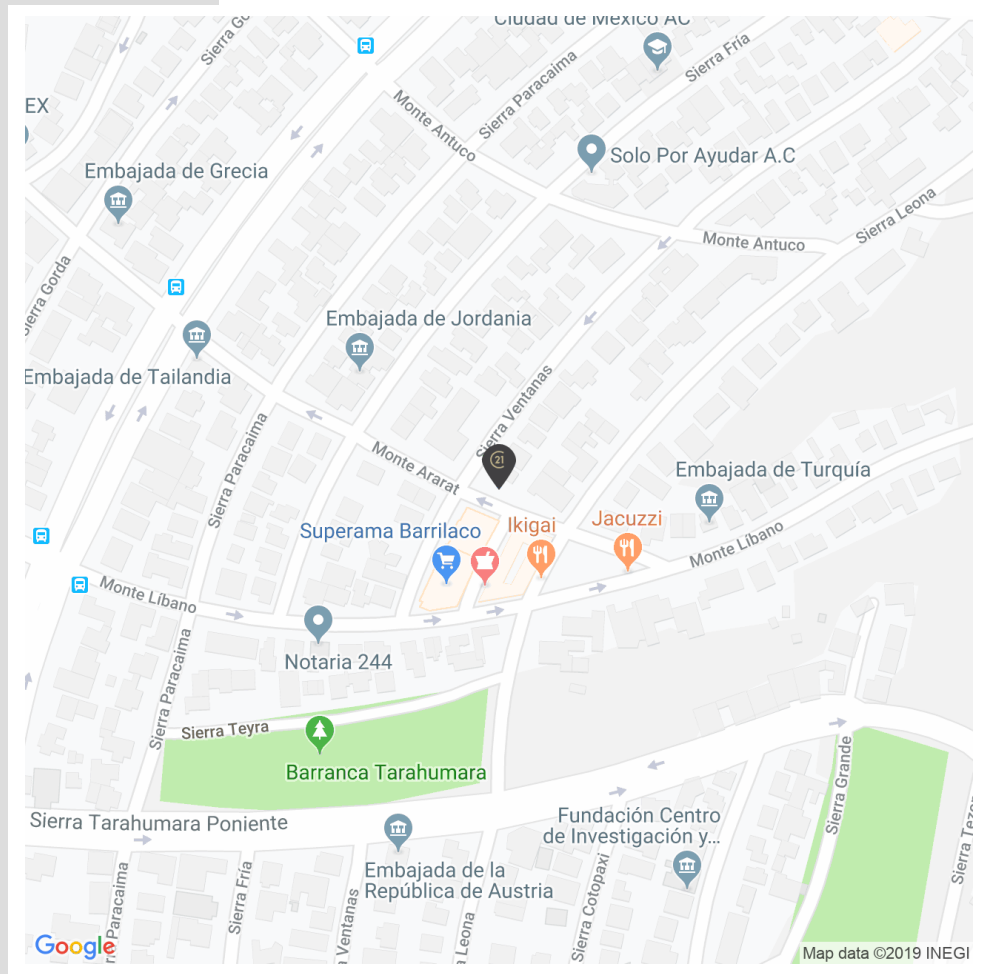 Ciudad de México AC
Sierra Go
Sierra Fría
Sierra Paracaima
EX
Monte Antuco
Solo Por Ayudar A.C
Embajada de Grecia
Sierra Leona
Monte Antuco
Sierra Gorda
Embajada de Jordania
Embajada de Tailandia
Sierra Ventanas
Sierra Paracaima
Monte Ararat
21
Embajada de Turquía
Superama Barrilaco
Ikigai
Jacuzzi
Monte Líbano
Monte Líbano
Notaria 244
Sierra Paracaima
Sierra Teyra
Barranca Tarahumara
Sierra Grande
Sierra Tarahumara Poniente
Fundación Centro
de Investigación y...
Sierra Tezon
Embajada de la
República de Austria
Paracaima
Sierra Fría
Ventanas
Leona
Sierra Cotopaxi
Google
Map data ©2019 INEGI